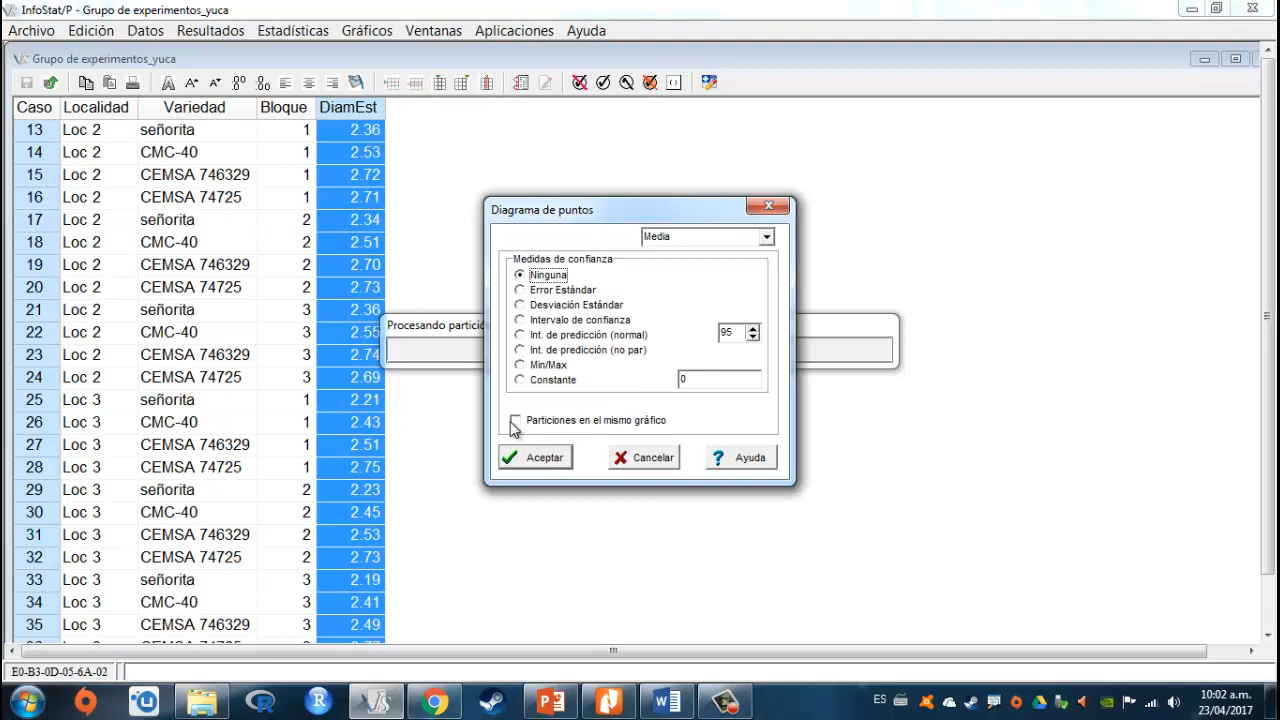 InfoStat/P - Grupo de experimentos_yuca
Archivo Edición Datos Resultados Estadísticas Gráficos Ventanas Aplicaciones Ayuda
Grupo de experimentos_yuca
Caso Localidad Variedad Bloque DiamEst
13 Loc 2 señorita 1 2.36
14 Loc 2 CMC-40 1 2.53
15 Loc 2 CEMSA 746329 1 2.72
16 Loc 2 CEMSA 74725 1 2.71
17 Loc 2 señorita 2 2.34
18 Loc 2 CMC-40 2 2.51
19 Loc 2 CEMSA 746329 2 2.70
20 Loc 2 CEMSA 74725 2 2.73
21 Loc 2 señorita 3 2.36
22 Loc 2 CMC-40 3 2.55
23 Loc 2 CEMSA 746329 3 2.74
24 Loc 2 CEMSA 74725 3 2.69
25 Loc 3 señorita 1 2.21
26 Loc 3 CMC-40 1 2.43
27 Loc 3 CEMSA 746329 1 2.51
28 Loc 3 CEMSA 74725 1 2.75
29 Loc 3 señorita 2 2.23
30 Loc 3 CMC-40 2 2.45
31 Loc 3 CEMSA 746329 2 2.53
32 Loc 3 CEMSA 74725 2 2.73
33 Loc 3 señorita 3 2.19
34 Loc 3 CMC-40 3 2.41
35 Loc 3 CEMSA 746329 3 2.49
Procesando partició
Diagrama de puntos
Media
Medidas de confianza
Ninguna
Error Estándar
Desviación Estándar
Intervalo de confianza
Int. de predicción (normal) 95
Int. de predicción (no par)
Min/Max
Constante 0
Particiones en el mismo gráfico
Aceptar Cancelar Ayuda
E0-B3-0D-05-6A-02
ES
10:02 a.m.
23/04/2017